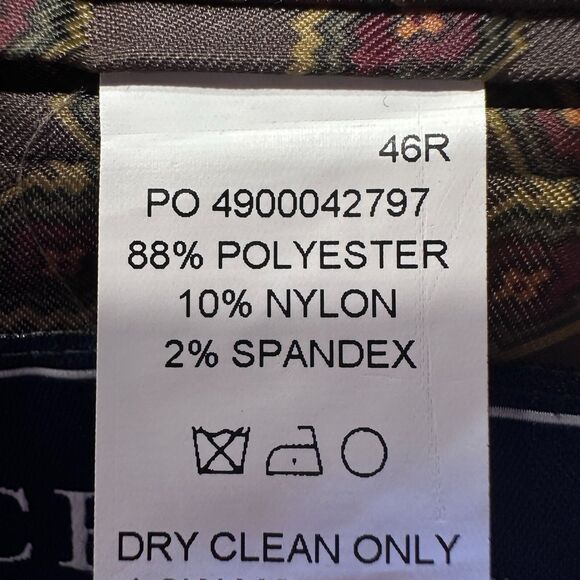 46R
PO 4900042797
88% POLYESTER
10% NYLON
2% SPANDEX
DRY CLEAN ONLY